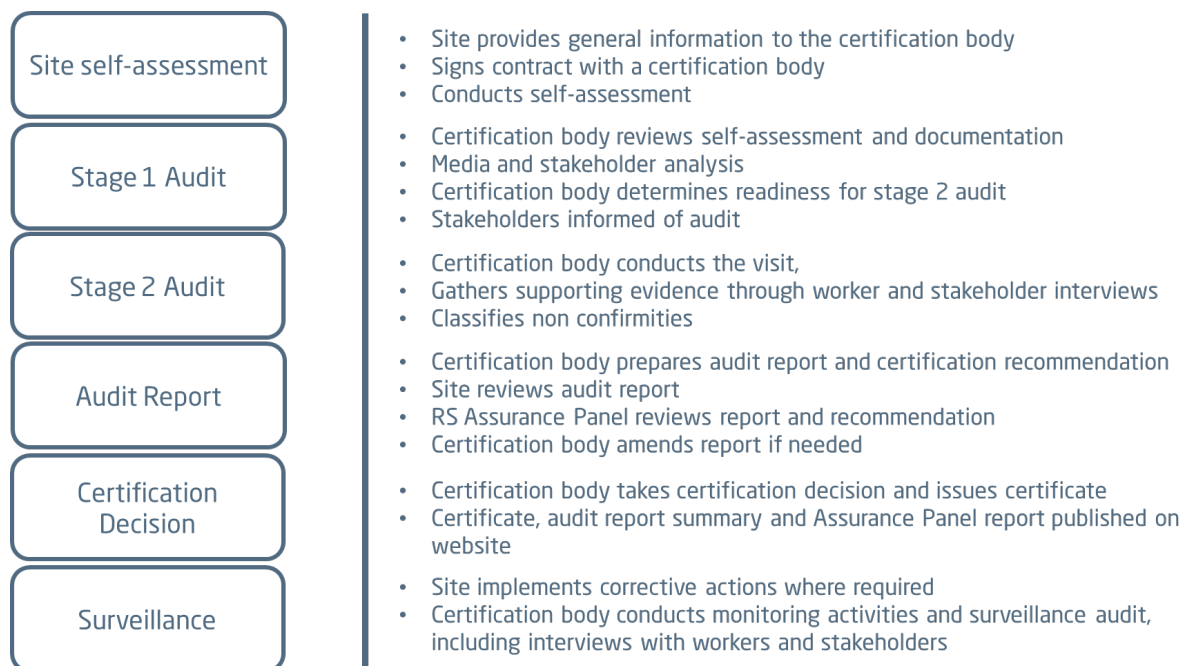 Site self-assessment
• Site provides general information to the certification body
• Signs contract with a certification body
• Conducts self-assessment
Stage 1 Audit
• Certification body reviews self-assessment and documentation
• Media and stakeholder analysis
• Certification body determines readiness for stage 2 audit
• Stakeholders informed of audit
Stage 2 Audit
• Certification body conducts the visit,
• Gathers supporting evidence through worker and stakeholder interviews
• Classifies non confirmities
Audit Report
• Certification body prepares audit report and certification recommendation
• Site reviews audit report
• RS Assurance Panel reviews report and recommendation
• Certification body amends report if needed
Certification
Decision
• Certification body takes certification decision and issues certificate
• Certificate, audit report summary and Assurance Panel report published on
website
Surveillance
• Site implements corrective actions where required
• Certification body conducts monitoring activities and surveillance audit,
including interviews with workers and stakeholders